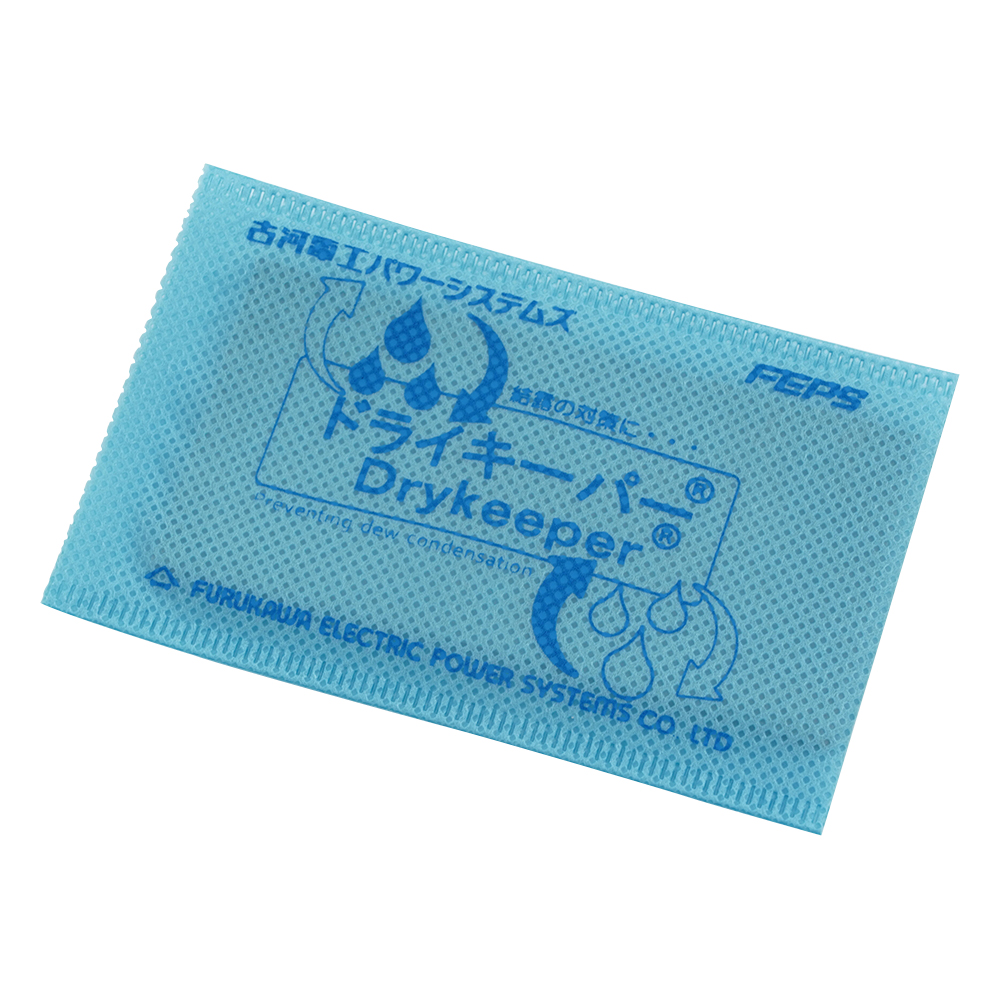 古河電工パワーシステムズ
FEPS
結露の対策に・・・
ドライキーパー®
Drykeeper®
Preventing dew condensation
FURUKAWA ELECTRIC POWER SYSTEMS CO LTD